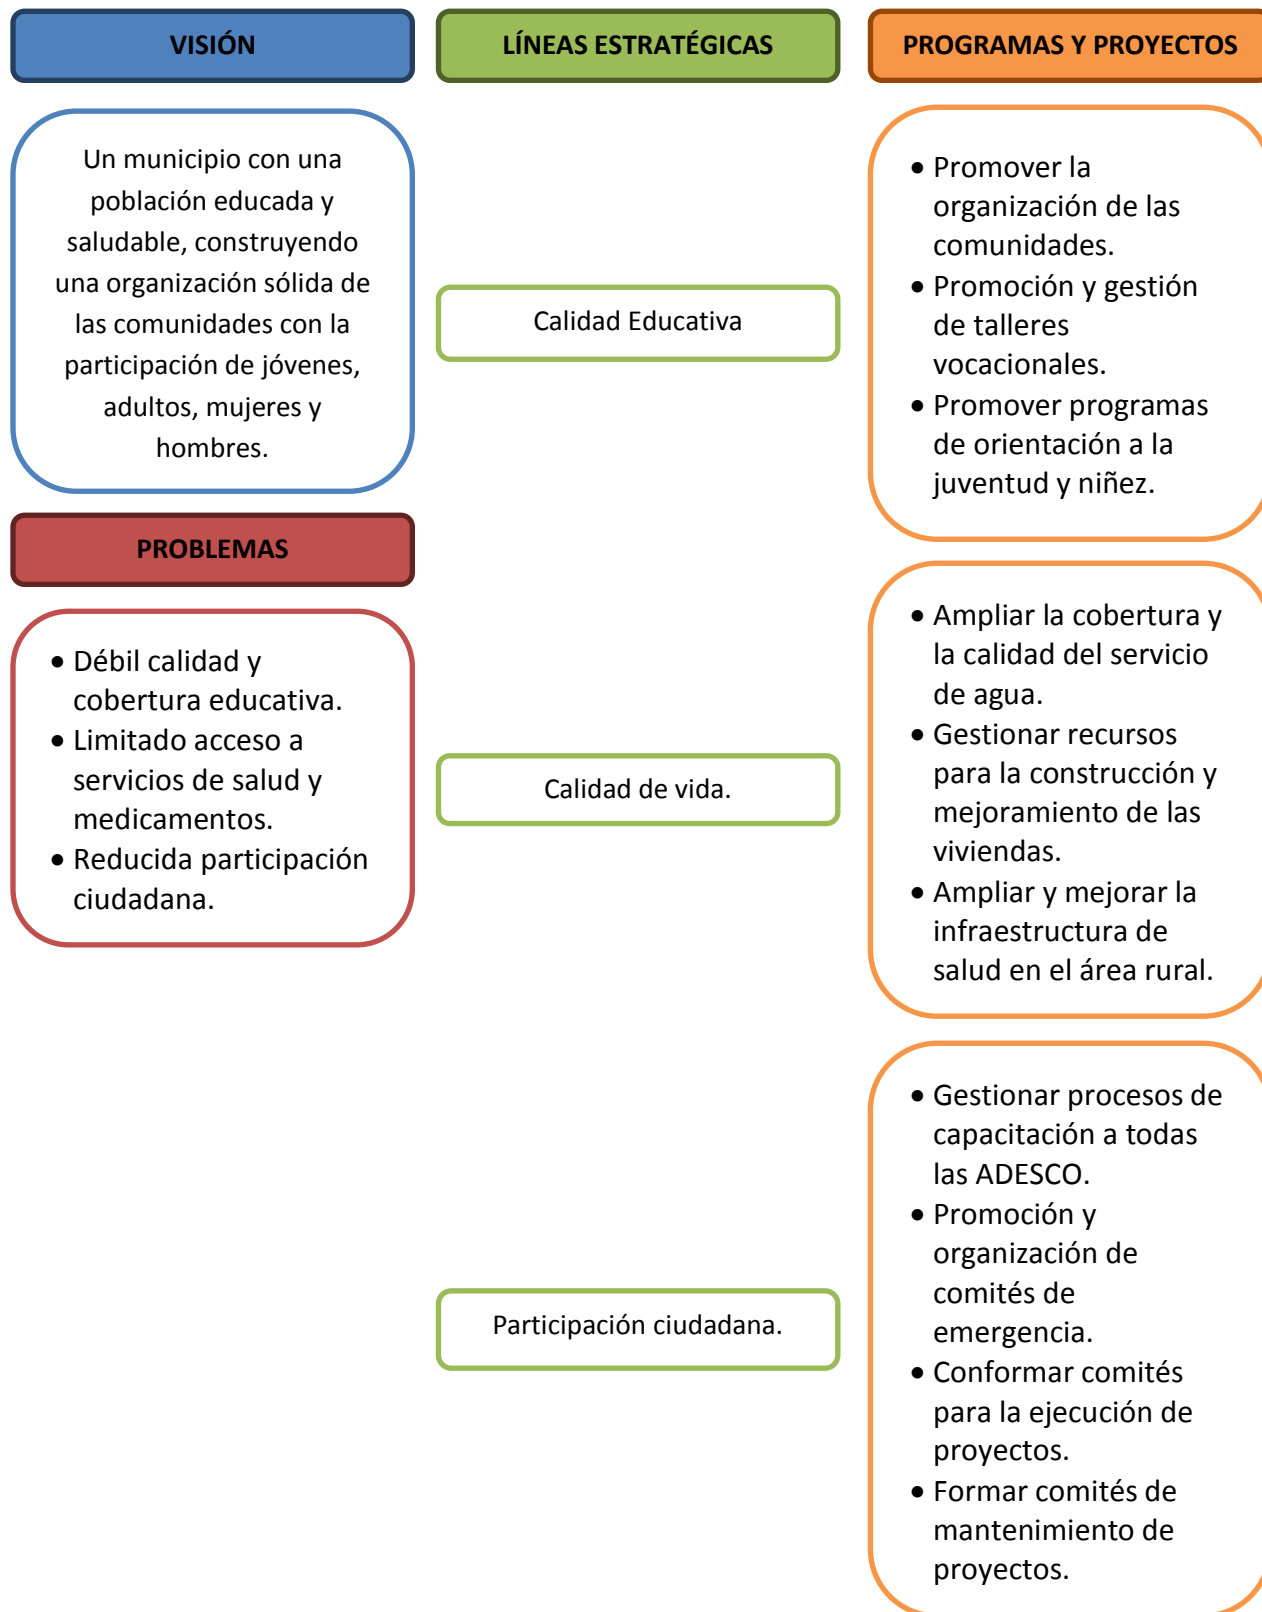 VISIÓN
Un municipio con una
población educada y
saludable, construyendo
una organización sólida de
las comunidades con la
participación de jóvenes,
adultos, mujeres y
hombres.
PROBLEMAS
• Débil calidad y
cobertura educativa.
• Limitado acceso a
servicios de salud y
medicamentos.
• Reducida participación
ciudadana.
LÍNEAS ESTRATÉGICAS
Calidad Educativa
Calidad de vida.
Participación ciudadana.
PROGRAMAS Y PROYECTOS
• Promover la
organización de las
comunidades.
• Promoción y gestión
de talleres
vocacionales.
• Promover programas
de orientación a la
juventud y niñez.
• Ampliar la cobertura y
la calidad del servicio
de agua.
• Gestionar recursos
para la construcción y
mejoramiento de las
viviendas.
• Ampliar y mejorar la
infraestructura de
salud en el área rural.
• Gestionar procesos de
capacitación a todas
las ADESCO.
• Promoción y
organización de
comités de
emergencia.
• Conformar comités
para la ejecución de
proyectos.
• Formar comités de
mantenimiento de
proyectos.